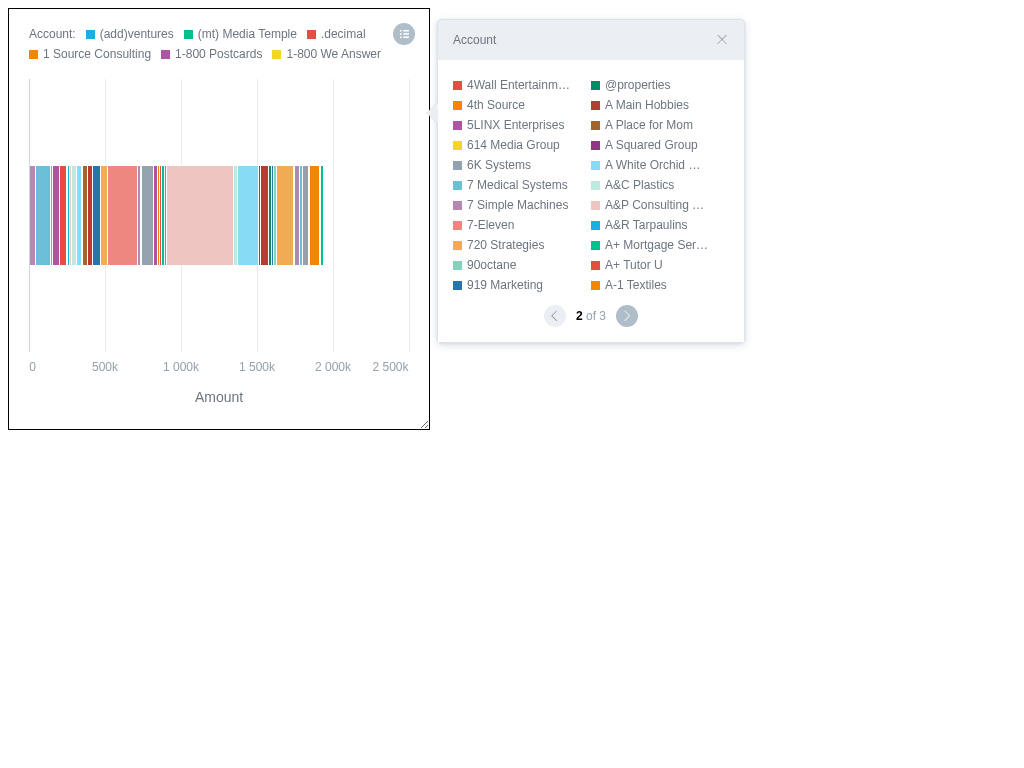 Account: (add)ventures (mt) Media Temple .decimal
1 Source Consulting 1-800 Postcards 1-800 We Answer
0 500k 1 000k 1 500k 2 000k 2 500k
Amount
Account
4Wall Entertainm… @properties
4th Source A Main Hobbies
5LINX Enterprises A Place for Mom
614 Media Group A Squared Group
6K Systems A White Orchid …
7 Medical Systems A&C Plastics
7 Simple Machines A&P Consulting …
7-Eleven A&R Tarpaulins
720 Strategies A+ Mortgage Ser…
90octane A+ Tutor U
919 Marketing A-1 Textiles
2 of 3